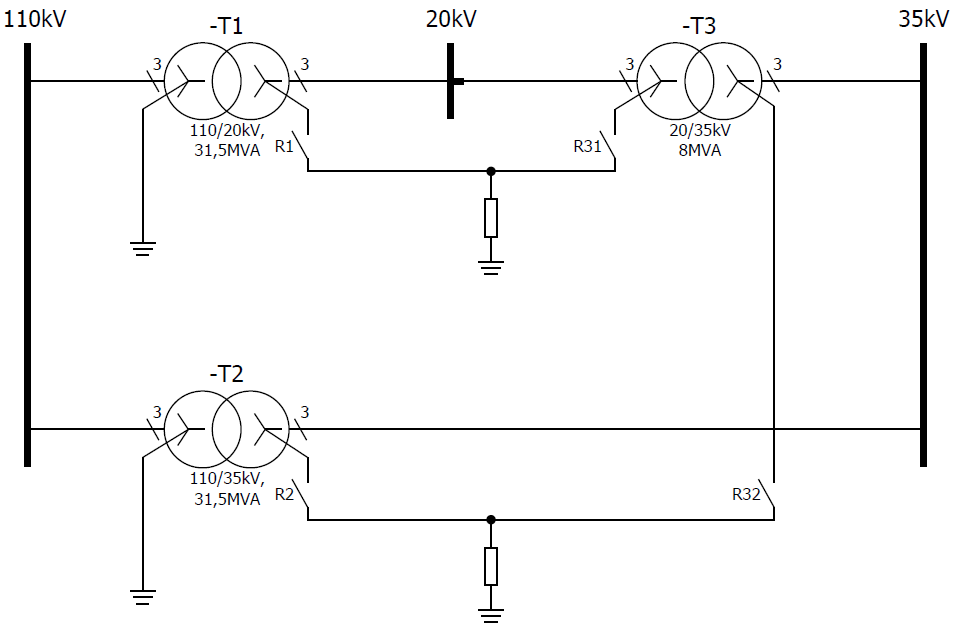 110kV
20kV
35kV
-T1
-T3
3
3
3
3
110/20kV,
31,5MVA
R1
R31
20/35kV
8MVA
-T2
3
3
110/35kV,
31,5MVA
R2
R32